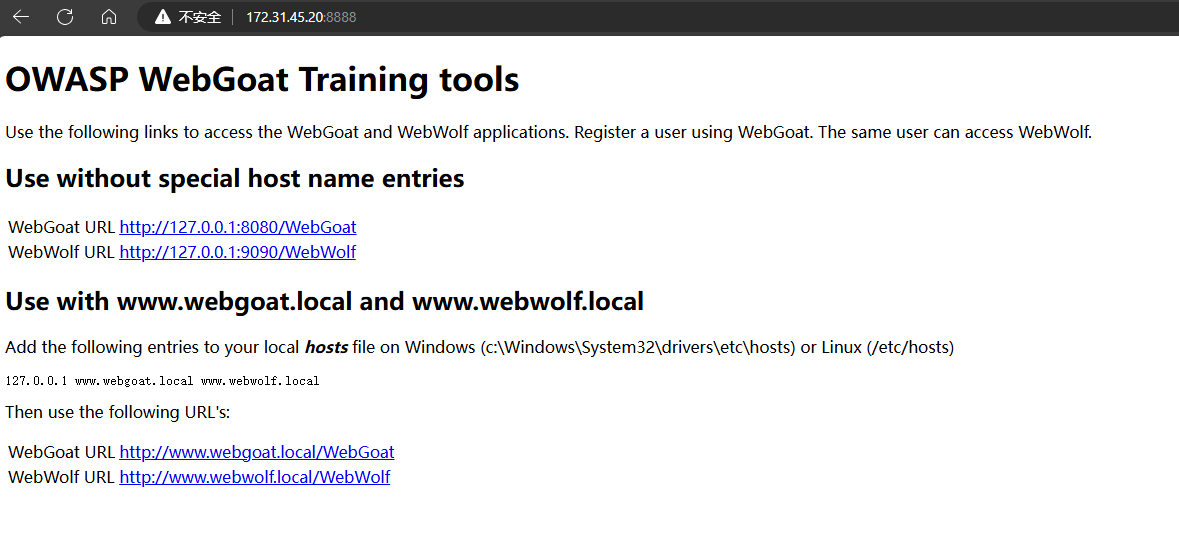 不安全 172.31.45.20:8888
OWASP WebGoat Training tools
Use the following links to access the WebGoat and WebWolf applications. Register a user using WebGoat. The same user can access WebWolf.
Use without special host name entries
WebGoat URL http://127.0.0.1:8080/WebGoat
WebWolf URL http://127.0.0.1:9090/WebWolf
Use with www.webgoat.local and www.webwolf.local
Add the following entries to your local hosts file on Windows (c:\Windows\System32\drivers\etc\hosts) or Linux (/etc/hosts)
127.0.0.1 www.webgoat.local www.webwolf.local
Then use the following URL's:
WebGoat URL http://www.webgoat.local/WebGoat
WebWolf URL http://www.webwolf.local/WebWolf